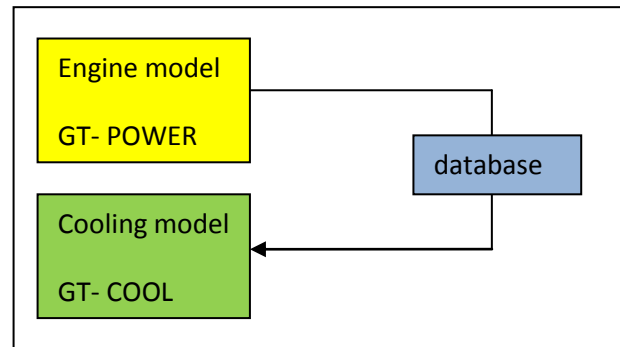 Engine model
GT- POWER
database
Cooling model
GT- COOL